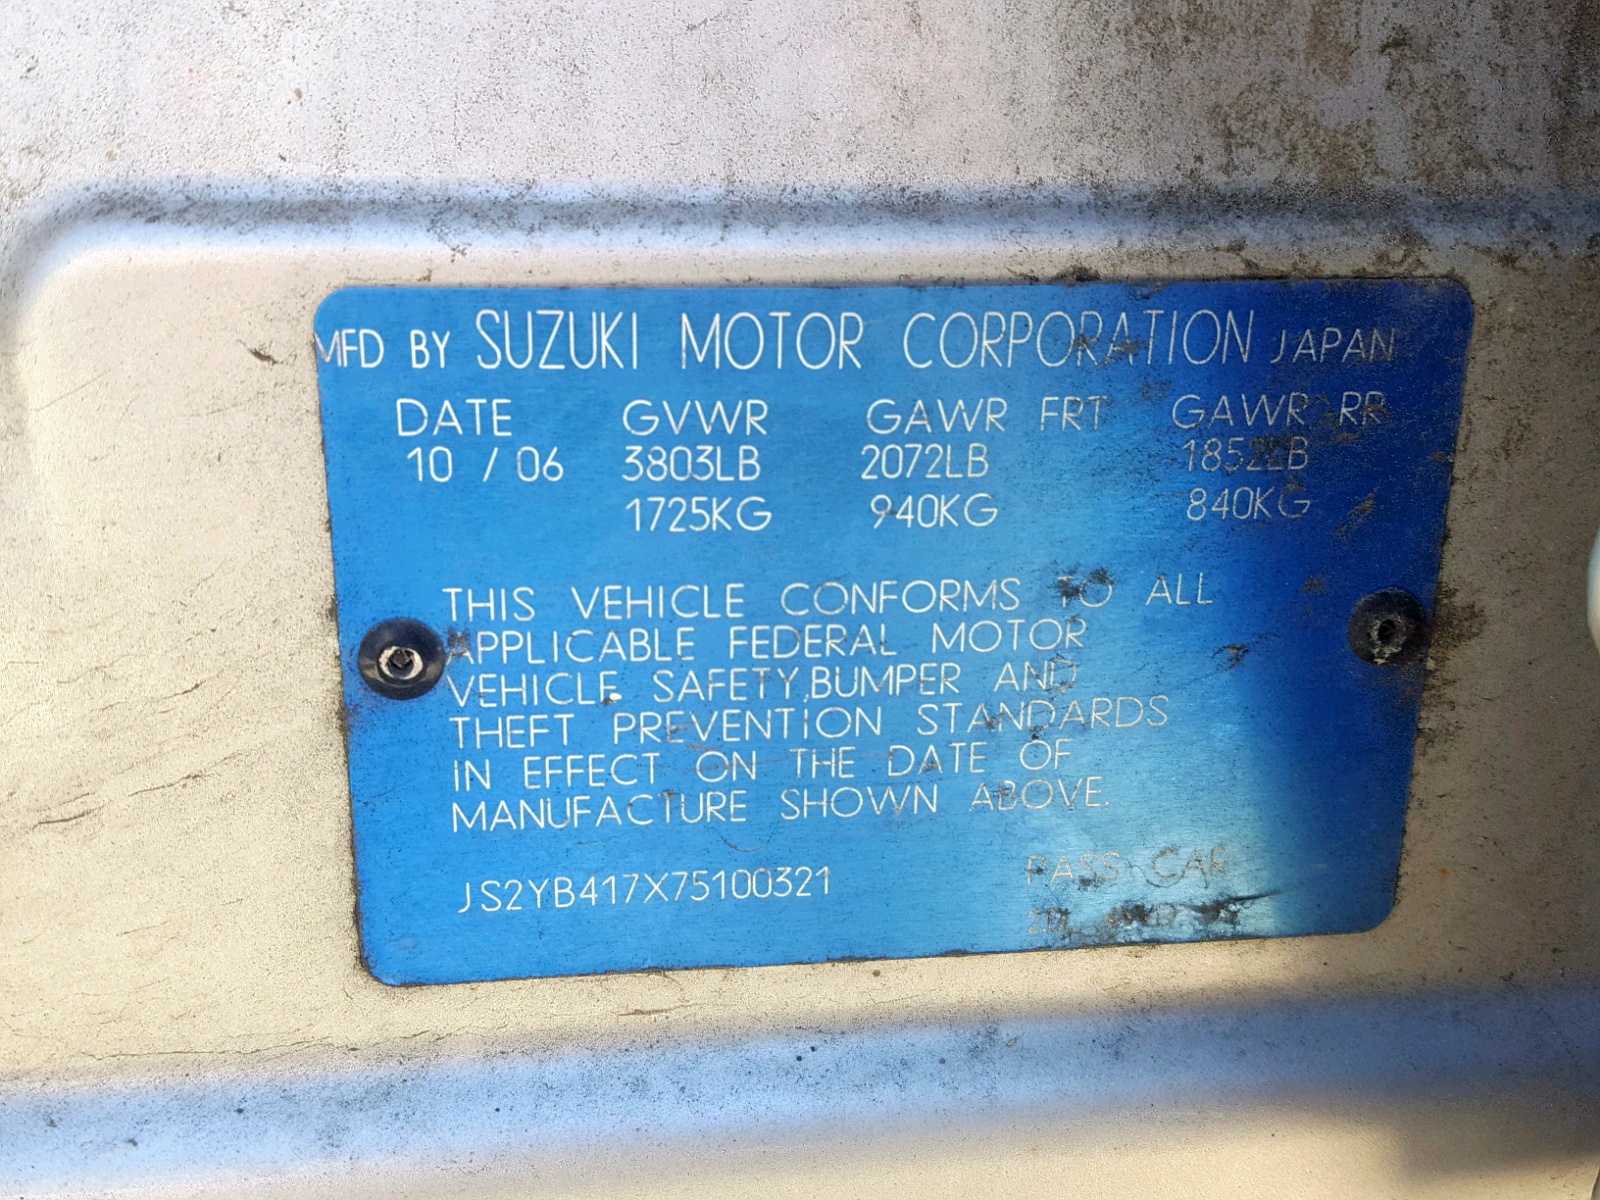 MFD BY SUZUKI MOTOR CORPORATION JAPAN
DATE GVWR GAWR FRT GAWR RR
10 / 06 3803LB 2072LB 1852LB
1725KG 940KG 840KG
THIS VEHICLE CONFORMS TO ALL
APPLICABLE FEDERAL MOTOR
VEHICLE SAFETY,BUMPER AND
THEFT PREVENTION STANDARDS
IN EFFECT ON THE DATE OF
MANUFACTURE SHOWN ABOVE.
JS2YB417X75100321 PASS CAR